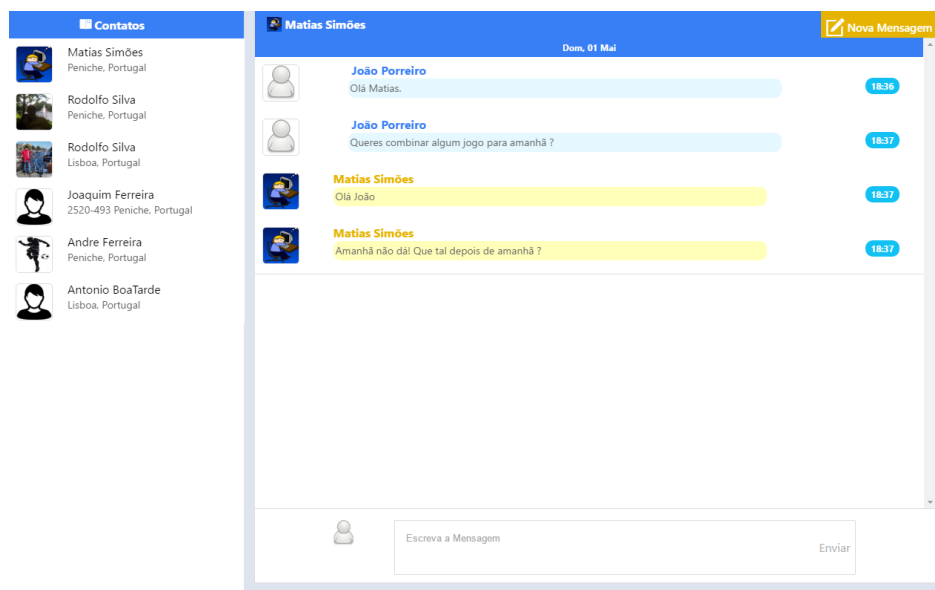 Contatos
Matias Simões
Peniche, Portugal
Rodolfo Silva
Peniche, Portugal
Rodolfo Silva
Lisboa, Portugal
Joaquim Ferreira
2520-493 Peniche, Portugal
Andre Ferreira
Peniche, Portugal
Antonio BoaTarde
Lisboa, Portugal
Matias Simões
Nova Mensagem
Dom, 01 Mai
João Porreiro
Olá Matias.
18:36
João Porreiro
Queres combinar algum jogo para amanhã ?
18:37
Matias Simões
Olá João
18:37
Matias Simões
Amanhã não dá! Que tal depois de amanhã ?
18:37
Escreva a Mensagem
Enviar